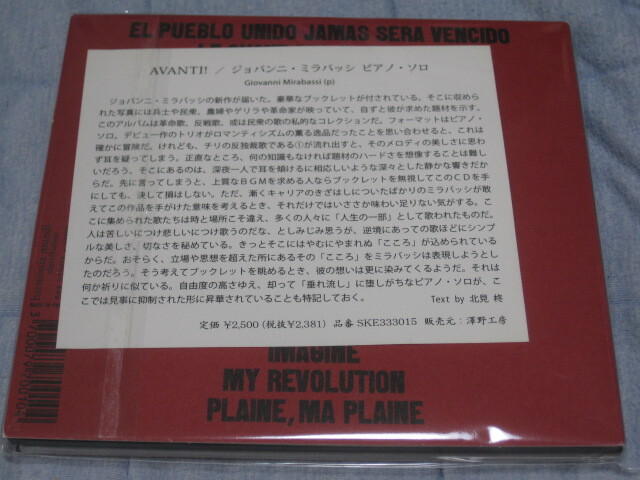 EL PUEBLO UNIDO JAMAS SERA VENCIDO
AVANTI! / ジョバンニ・ミラバッシ ピアノ・ソロ
Giovanni Mirabassi (p)
ジョバンニ・ミラバッシの新作が届いた。豪華なブックレットが付されている。そこに収めら
れた写真には兵士や民衆、農婦やゲリラや革命家が映っていて、自ずと彼が求めた題材を示す。
このアルバムは革命歌、反戦歌、或は民衆の歌の私的なコレクションだ。フォーマットはピアノ・
ソロ。デビュー作のトリオがロマンティシズムの薫る逸品だったことを思い合わせると、これは
確かに冒険だ。けれども、チリの反独裁歌である①が流れ出すと、そのメロディの美しさに思わ
ず耳を疑ってしまう。正直なところ、何の知識もなければ題材のハードさを想像することは難し
いだろう。そこにあるのは、深夜一人で耳を傾けるに相応しいような深々とした静かな響きだか
らだ。先に言ってしまうと、上質なＢＧＭを求める人ならブックレットを無視してこのＣＤを手
にしても、決して損はしない。ただ、漸くキャリアのきざはしについたばかりのミラバッシが敢
えてこの作品を手がけた意味を考えるとき、それだけではいささか味わい足りない気がする。こ
こに集められた歌たちは時と場所こそ違え、多くの人々に「人生の一部」として歌われたものだ。
人は苦しいにつけ悲しいにつけ歌うのだな、としみじみ思うが、逆境にあっての歌ほどにシンプ
ルな美しさ、切なさを秘めている。きっとそこにはやむにやまれぬ「こころ」が込められている
からだ。おそらく、立場や思想を超えた所にあるその「こころ」をミラバッシは表現しようとし
たのだろう。そう考えてブックレットを眺めるとき、彼の想いは更に染みてくるようだ。それは
何か祈りに似ている。自由度の高さゆえ、却って「垂れ流し」に堕しがちなピアノ・ソロが、こ
こでは見事に抑制された形に昇華されていることも特記しておく。
Text by 北見 柊
定価 ¥2,500 (税抜¥2,381) 品番 SKE333015 販売元：澤野工房
IMAGINE
MY REVOLUTION
PLAINE, MA PLAINE